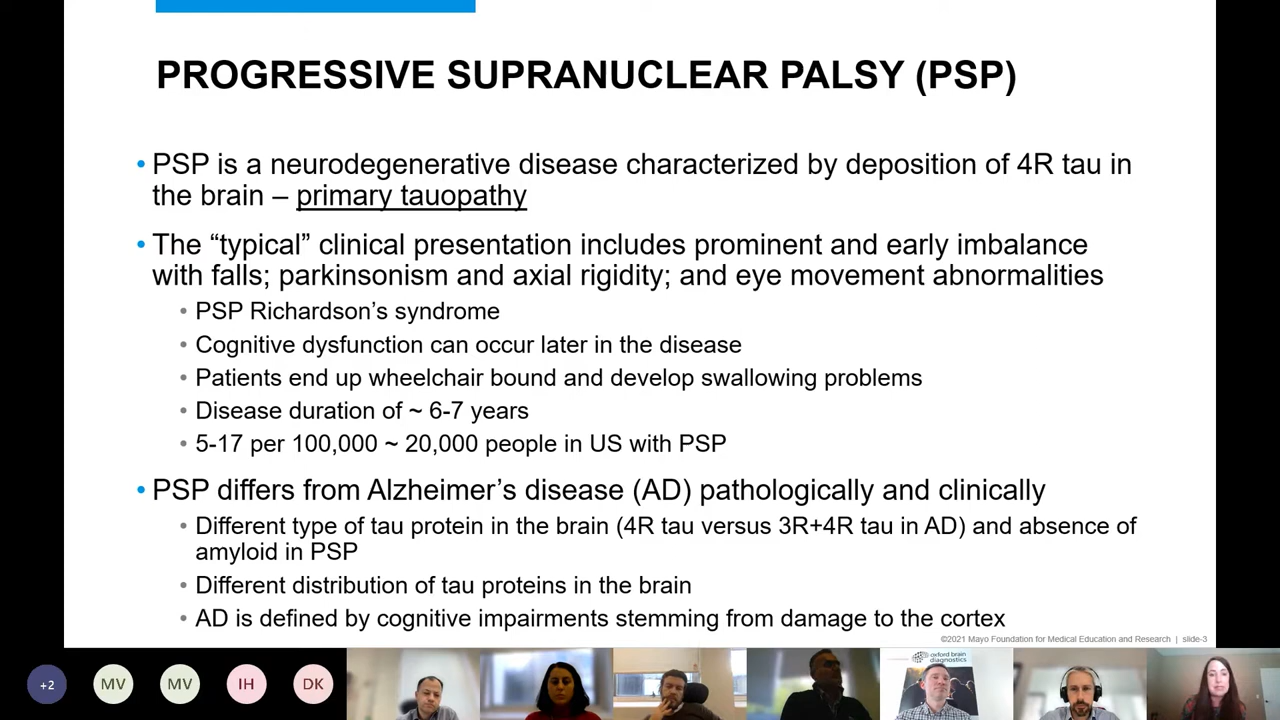 PROGRESSIVE SUPRANUCLEAR PALSY (PSP)
• PSP is a neurodegenerative disease characterized by deposition of 4R tau in
the brain – primary tauopathy
• The “typical” clinical presentation includes prominent and early imbalance
with falls; parkinsonism and axial rigidity; and eye movement abnormalities
• PSP Richardson’s syndrome
• Cognitive dysfunction can occur later in the disease
• Patients end up wheelchair bound and develop swallowing problems
• Disease duration of ~ 6-7 years
• 5-17 per 100,000 ~ 20,000 people in US with PSP
• PSP differs from Alzheimer’s disease (AD) pathologically and clinically
• Different type of tau protein in the brain (4R tau versus 3R+4R tau in AD) and absence of
amyloid in PSP
• Different distribution of tau proteins in the brain
• AD is defined by cognitive impairments stemming from damage to the cortex
©2021 Mayo Foundation for Medical Education and Research | slide-3
+2
MV
MV
IH
DK
oxford brain
diagnostics